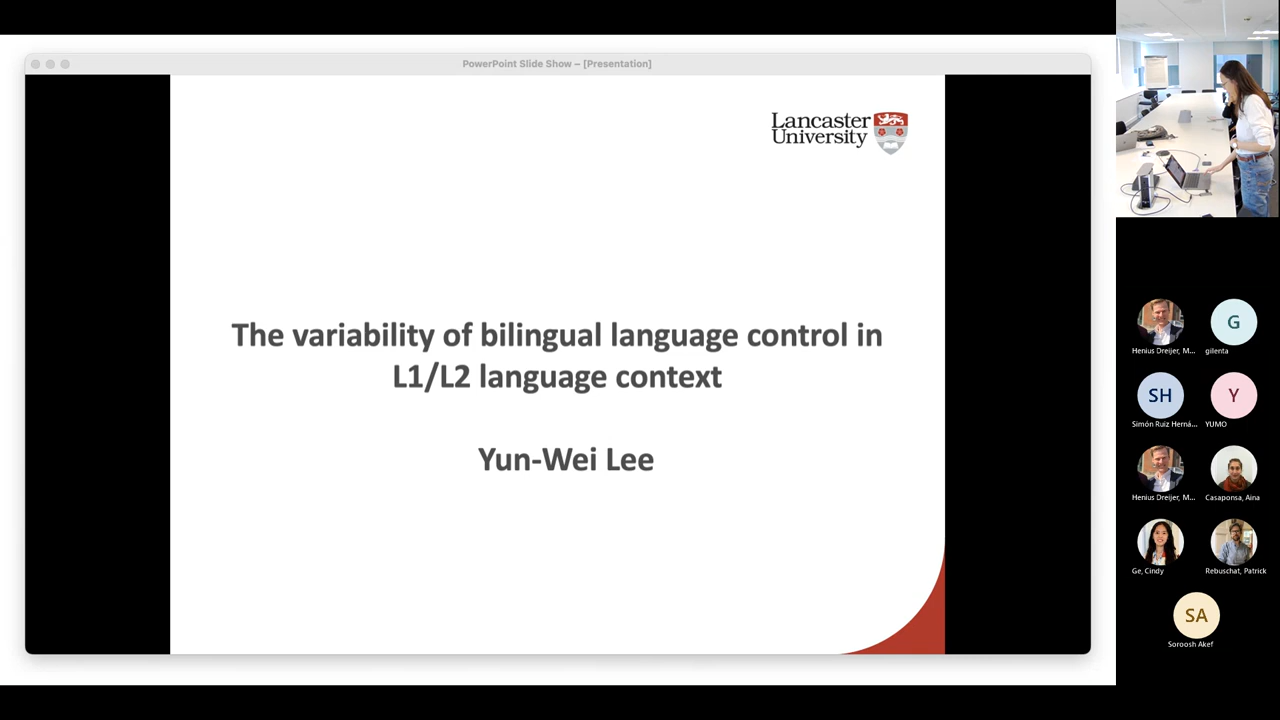 PowerPoint Slide Show – [Presentation]
Lancaster
University
The variability of bilingual language control in
L1/L2 language context
Yun-Wei Lee
Henius Dreijer, M...
G
gilenta
SH
Simón Ruiz Herná...
Y
YUMO
Henius Dreijer, M...
Casaponsa, Aina
Ge, Cindy
Rebuschat, Patrick
SA
Soroosh Akef